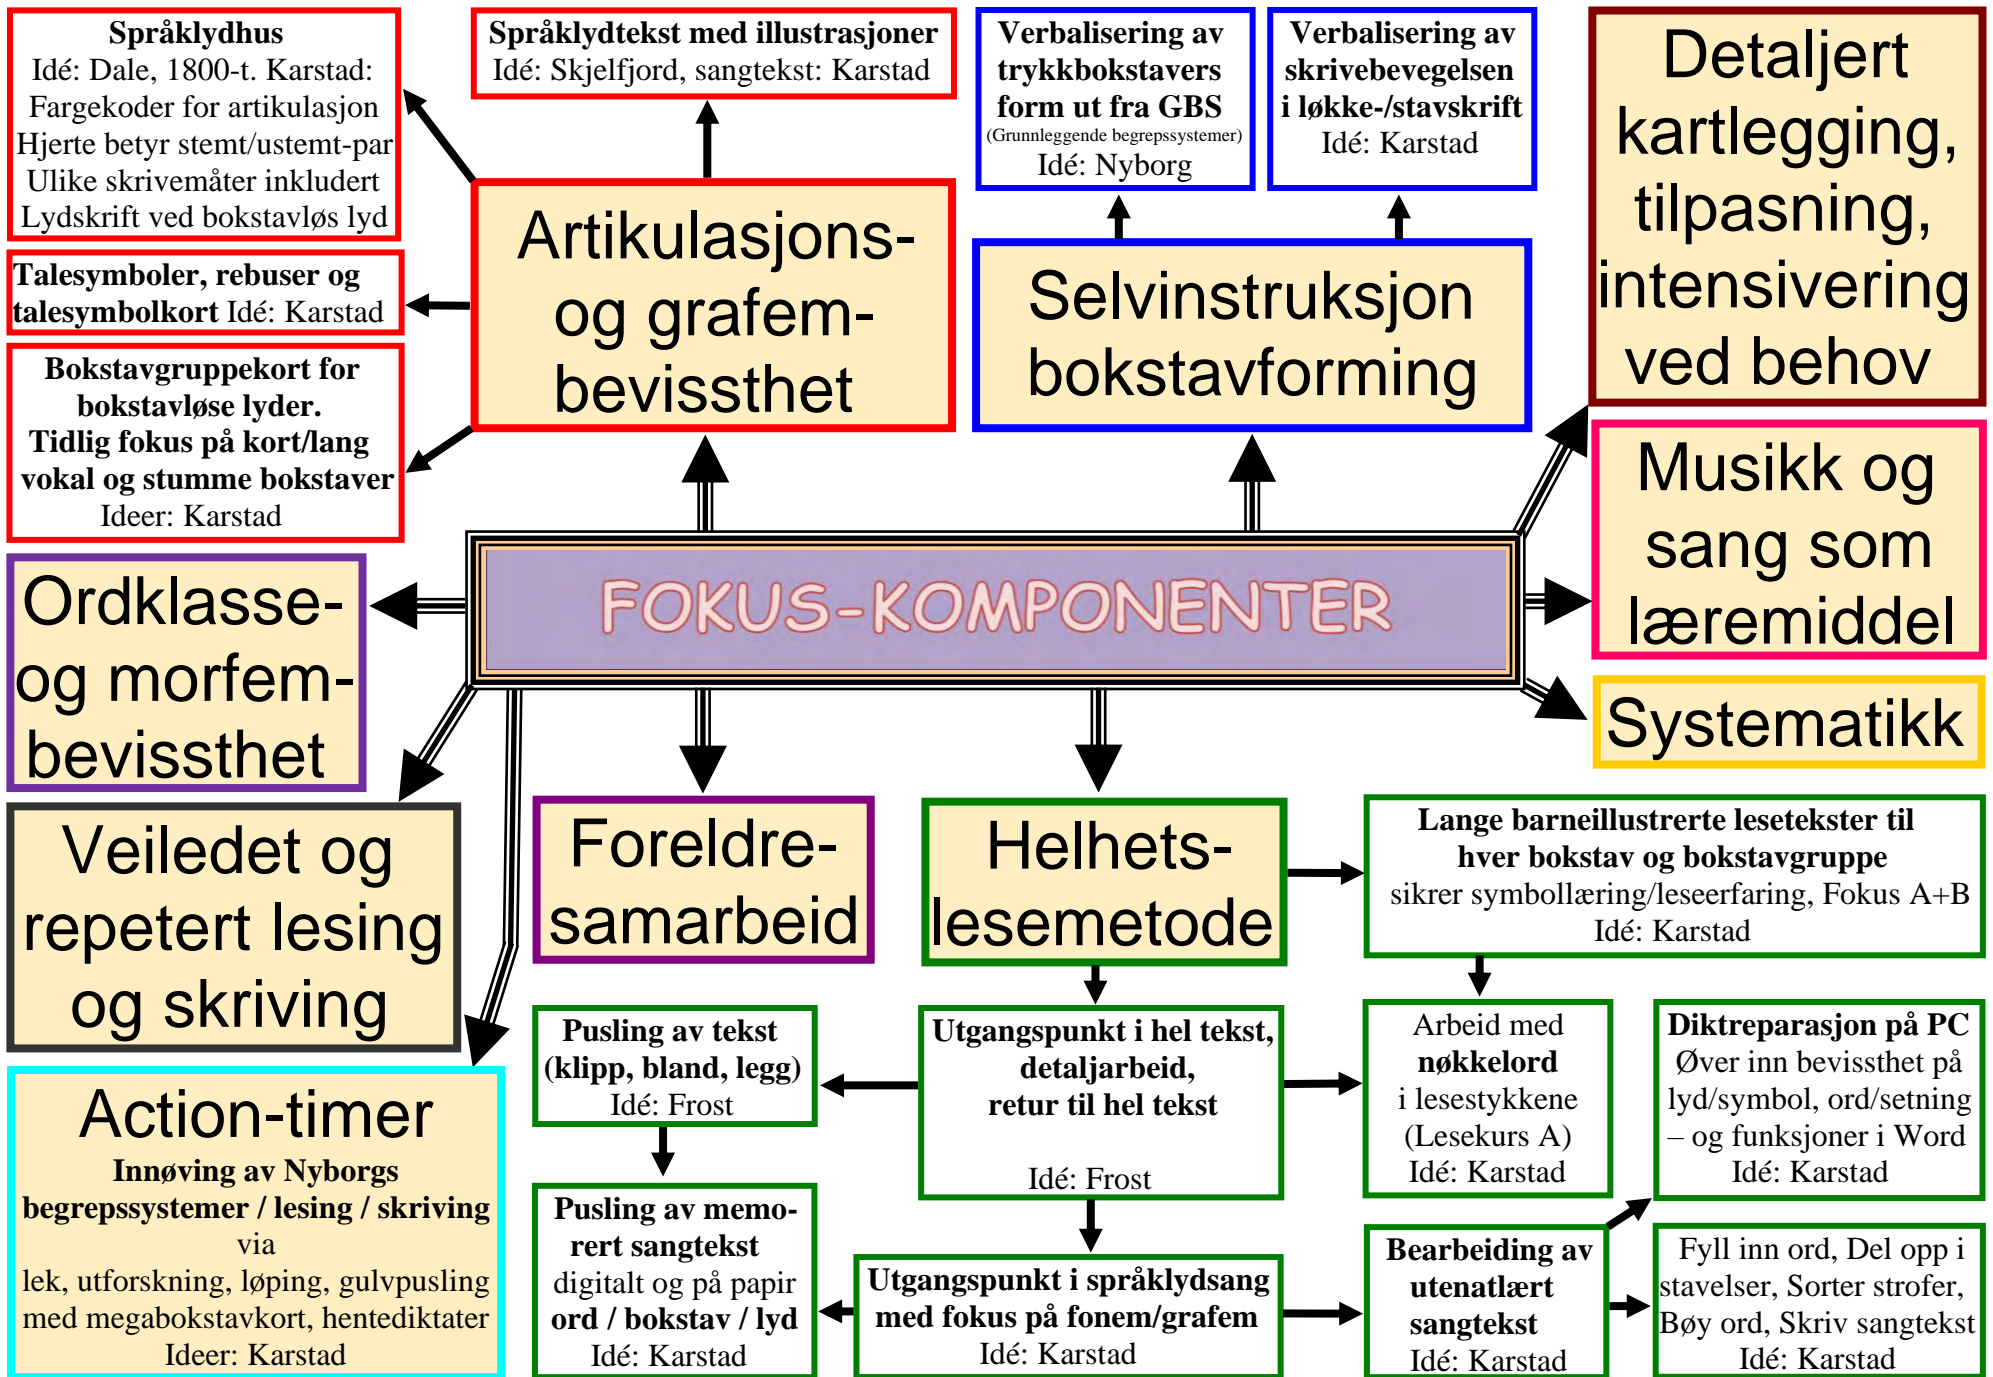 Språklydhus
Idé: Dale, 1800-t. Karstad:
Fargekoder for artikulasjon
Hjerte betyr stemt/ustemt-par
Ulike skrivemåter inkludert
Lydskrift ved bokstavløs lyd
Språklydtekst med illustrasjoner
Idé: Skjelfjord, sangtekst: Karstad
Verbalisering av
trykkbokstavers
form ut fra GBS
(Grunnleggende begrepssystemer)
Idé: Nyborg
Verbalisering av
skrivebevegelsen
i løkke-/stavskrift
Idé: Karstad
Detaljert
kartlegging,
tilpasning,
intensivering
ved behov
Artikulasjons-
og grafem-
bevissthet
Selvinstruksjon
bokstavforming
Talesymboler, rebuser og
talesymbolkort Idé: Karstad
Bokstavgruppekort for
bokstavløse lyder.
Tidlig fokus på kort/lang
vokal og stumme bokstaver
Ideer: Karstad
Musikk og
sang som
læremiddel
FOKUS-KOMPONENTER
Ordklasse-
og morfem-
bevissthet
Systematikk
Veiledet og
repetert lesing
og skriving
Foreldre-
samarbeid
Helhets-
lesemetode
Lange barneillustrerte lesetekster til
hver bokstav og bokstavgruppe
sikrer symbollæring/leseerfaring, Fokus A+B
Idé: Karstad
Action-timer
Innøving av Nyborgs
begrepssystemer / lesing / skriving
via
lek, utforskning, løping, gulvpusling
med megabokstavkort, hentediktater
Ideer: Karstad
Pusling av tekst
(klipp, bland, legg)
Idé: Frost
Utgangspunkt i hel tekst,
detaljarbeid,
retur til hel tekst
Idé: Frost
Arbeid med
nøkkelord
i lesestykkene
(Lesekurs A)
Idé: Karstad
Diktreparasjon på PC
Øver inn bevissthet på
lyd/symbol, ord/setning
– og funksjoner i Word
Idé: Karstad
Pusling av memo-
rert sangtekst
digitalt og på papir
ord / bokstav / lyd
Idé: Karstad
Utgangspunkt i språklydsang
med fokus på fonem/grafem
Idé: Karstad
Bearbeiding av
utenatlært
sangtekst
Idé: Karstad
Fyll inn ord, Del opp i
stavelser, Sorter strofer,
Bøy ord, Skriv sangtekst
Idé: Karstad